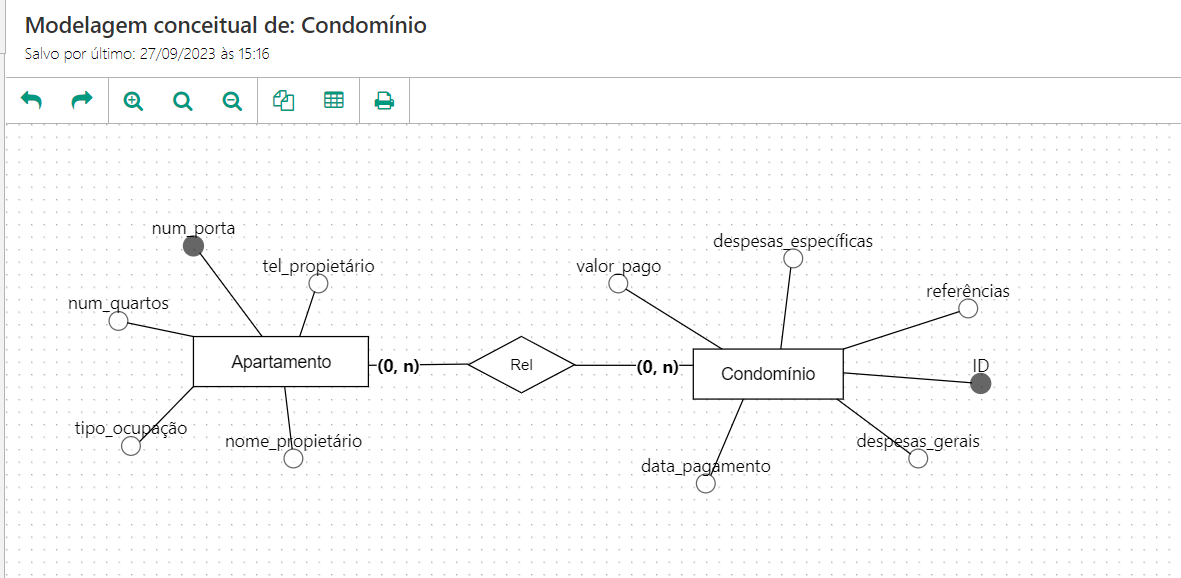 Modelagem conceitual de: Condomínio
Salvo por último: 27/09/2023 às 15:16
num_porta
tel_propietário
num_quartos
Apartamento
(0, n)
tipo_ocupação
nome_propietário
Rel
(0, n)
despesas_específicas
valor_pago
referências
Condomínio
ID
despesas_gerais
data_pagamento